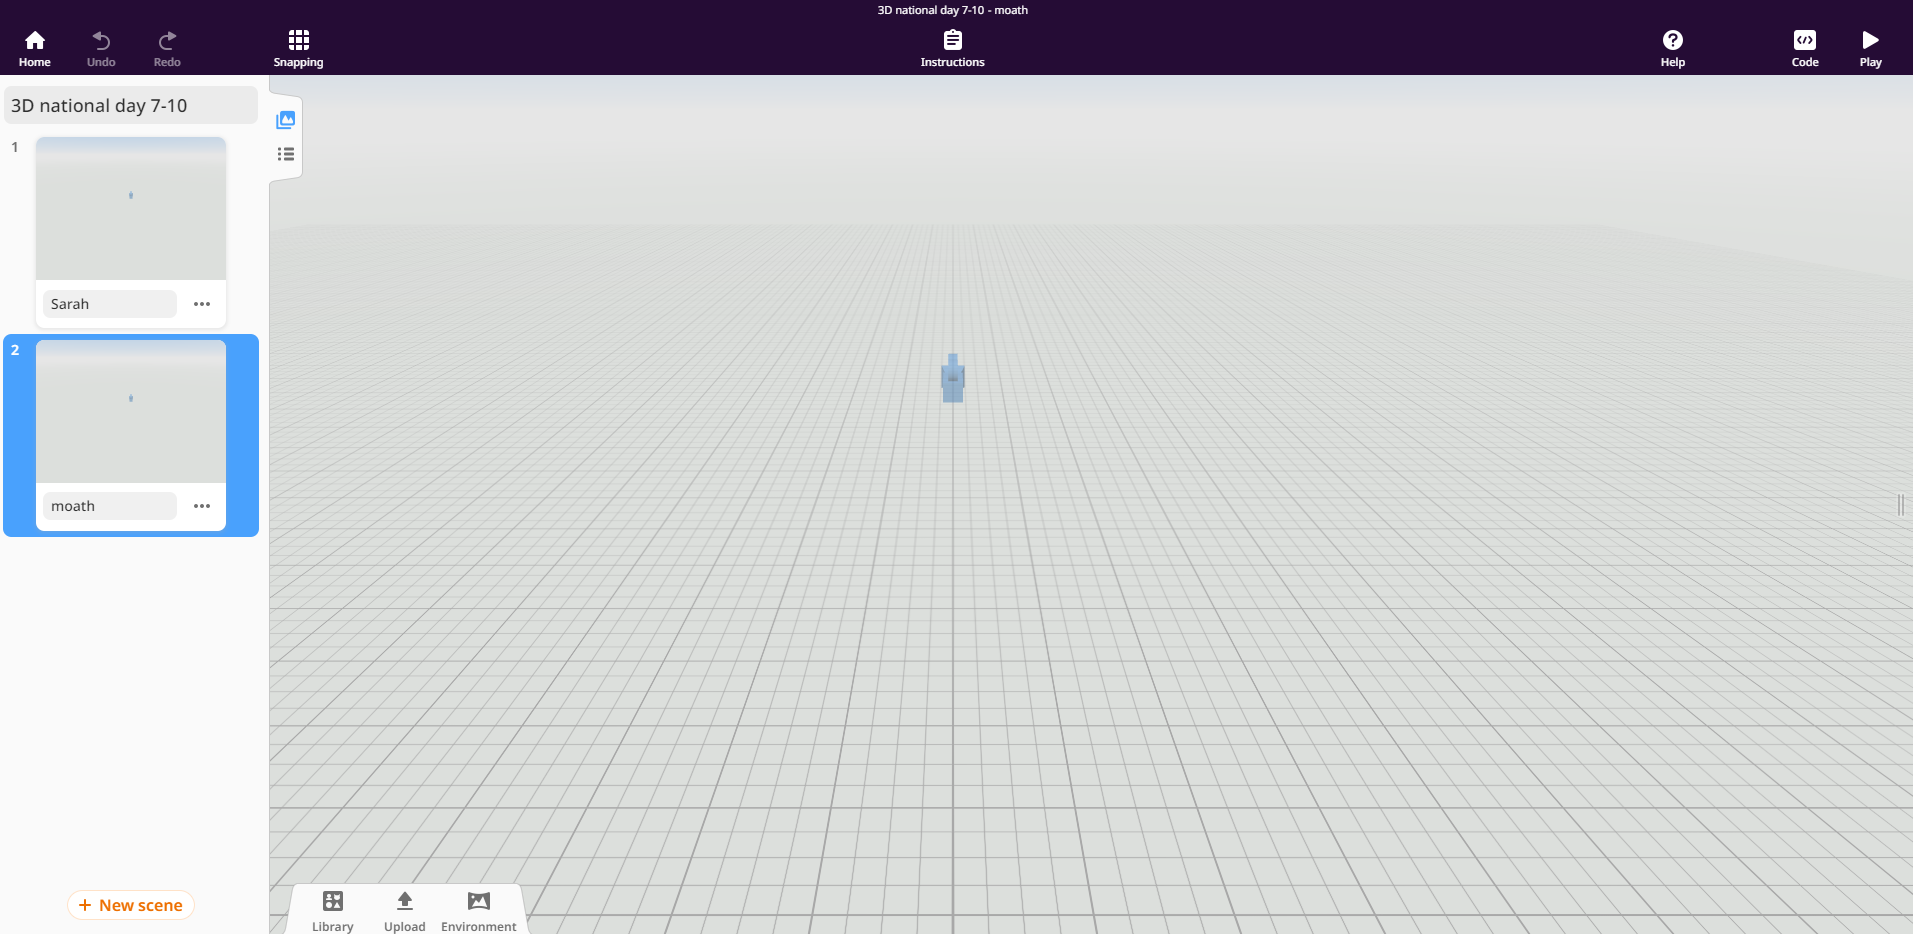 3D national day 7-10 - moath
Home
Undo
Redo
Snapping
Instructions
Help
Code
Play
3D national day 7-10
1
Sarah
2
moath
+ New scene
Library
Upload
Environment